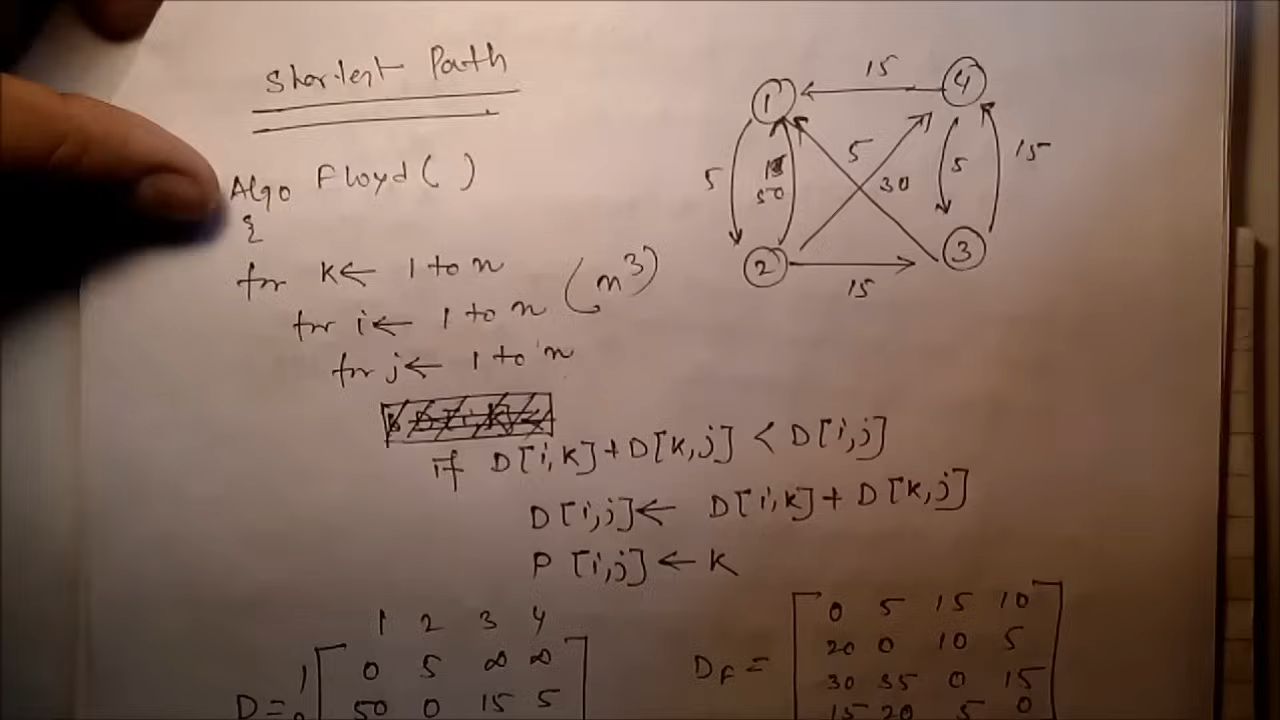 Shortest Path
Algo Floyd( )
{
for K← 1 to n
for i← 1 to n (n³)
for j← 1 to n
if D[i,K]+D[K,j] < D[i,j]
D[i,j]← D[i,K]+D[K,j]
P[i,j]←K
1 2 3 4
D= 1 0 5 ∞ ∞
50 0 15 5
15
1 4
5 50 5 30 5 15
2 3
15
DF =
0 5 15 10
20 0 10 5
30 35 0 15
15 20 5 0